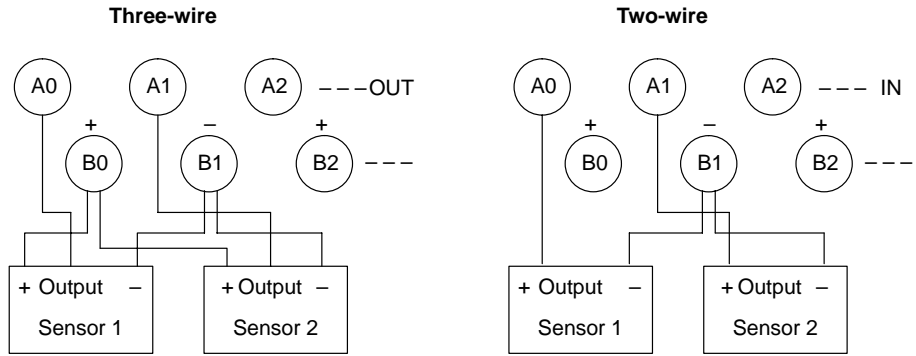 Three-wire Two-wire
A0 A1 A2 –––OUT A0 A1 A2 ––– IN
+ – + + – +
B0 B1 B2 ––– B0 B1 B2 –––
+ Output – + Output – + Output – + Output –
Sensor 1 Sensor 2 Sensor 1 Sensor 2